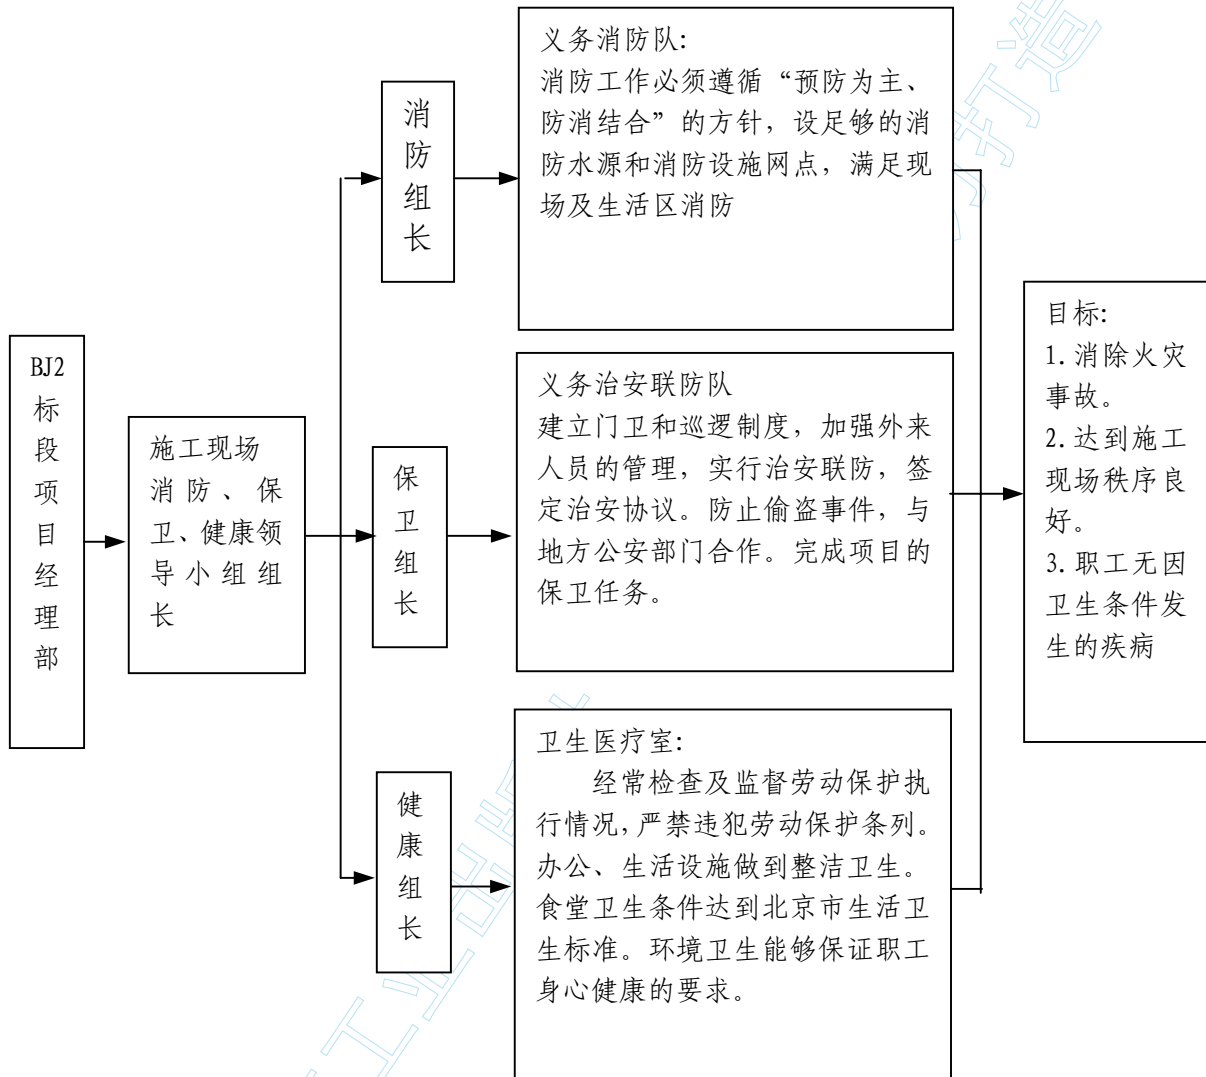 BJ2
标
段
项
目
经
理
部
施工现场
消防、保
卫、健康领
导小组组
长
消
防
组
长
义务消防队:
消防工作必须遵循“预防为主、
防消结合”的方针，设足够的消
防水源和消防设施网点，满足现
场及生活区消防
保
卫
组
长
义务治安联防队
建立门卫和巡逻制度，加强外来
人员的管理，实行治安联防，签
定治安协议。防止偷盗事件，与
地方公安部门合作。完成项目的
保卫任务。
健
康
组
长
卫生医疗室:
经常检查及监督劳动保护执
行情况，严禁违犯劳动保护条列。
办公、生活设施做到整洁卫生。
食堂卫生条件达到北京市生活卫
生标准。环境卫生能够保证职工
身心健康的要求。
目标:
1.消除火灾
事故。
2.达到施工
现场秩序良
好。
3.职工无因
卫生条件发
生的疾病
打造
工业出